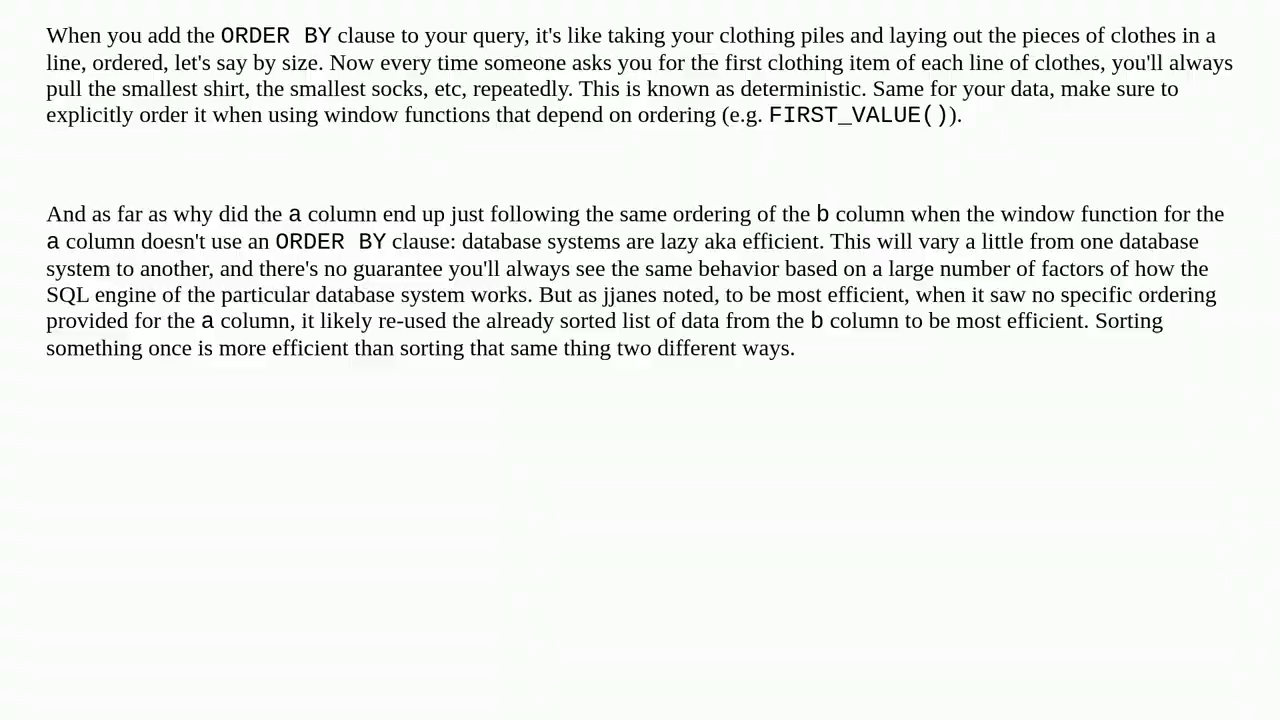 When you add the ORDER BY clause to your query, it's like taking your clothing piles and laying out the pieces of clothes in a
line, ordered, let's say by size. Now every time someone asks you for the first clothing item of each line of clothes, you'll always
pull the smallest shirt, the smallest socks, etc, repeatedly. This is known as deterministic. Same for your data, make sure to
explicitly order it when using window functions that depend on ordering (e.g. FIRST_VALUE()).
And as far as why did the a column end up just following the same ordering of the b column when the window function for the
a column doesn't use an ORDER BY clause: database systems are lazy aka efficient. This will vary a little from one database
system to another, and there's no guarantee you'll always see the same behavior based on a large number of factors of how the
SQL engine of the particular database system works. But as jjanes noted, to be most efficient, when it saw no specific ordering
provided for the a column, it likely re-used the already sorted list of data from the b column to be most efficient. Sorting
something once is more efficient than sorting that same thing two different ways.